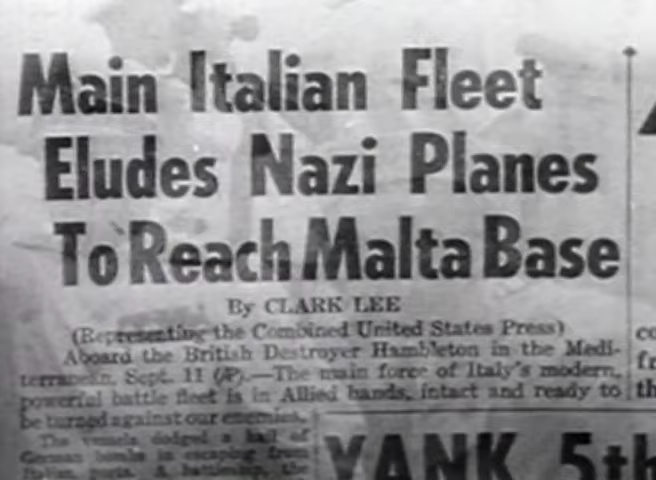 Main Italian Fleet
Eludes Nazi Planes
To Reach Malta Base
By CLARK LEE
(Representing the Combined United States Press)
Aboard the British Destroyer Hambleton in the Medi-
terranean, Sept. 11 (AP).—The main force of Italy's modern,
powerful battle fleet is in Allied hands, intact and ready to
be turned against our enemies.
The vessels dodged a hail of
German bombs in escaping from
Italian ports. A battleship, the
YANK 5th
co
fr
th